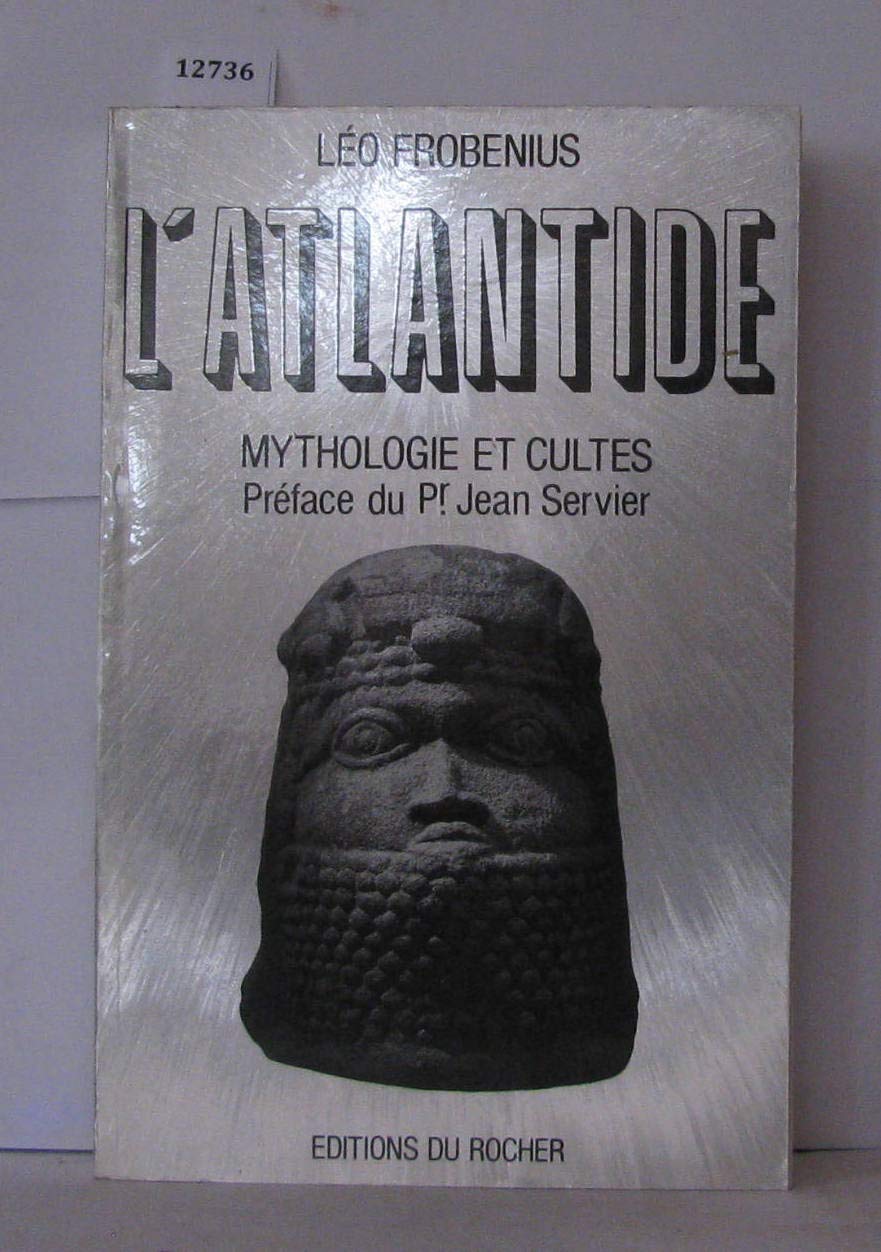 12736
LÉO FROBENIUS
L'ATLANTIDE
MYTHOLOGIE ET CULTES
Préface du Pr Jean Servier
EDITIONS DU ROCHER